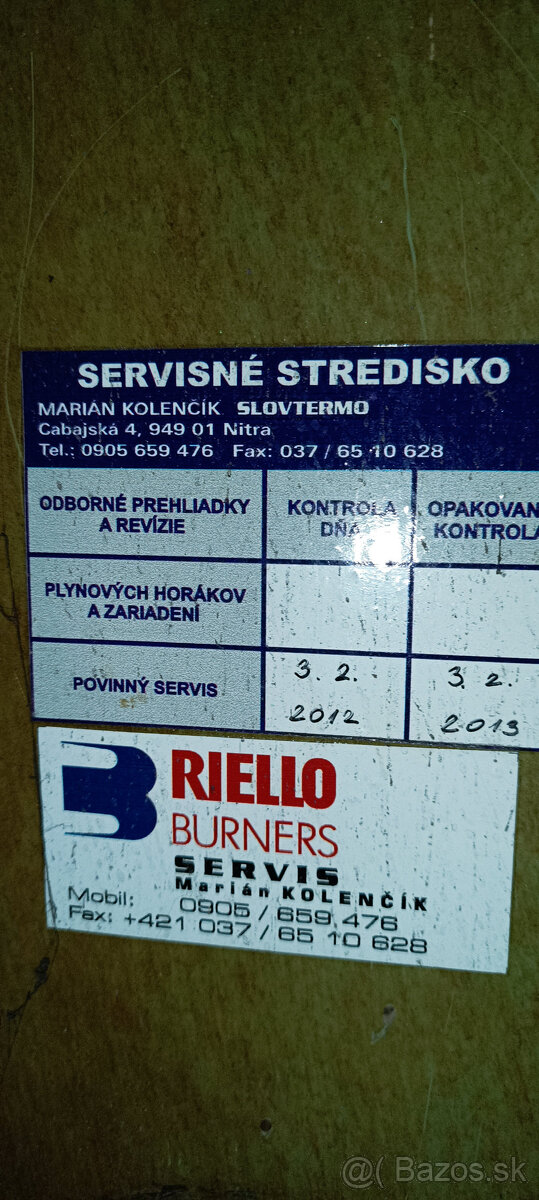 SERVISNÉ STREDISKO
MARIÁN KOLENČÍK SLOVTERMO
Cabajská 4, 949 01 Nitra
Tel.: 0905 659 476 Fax: 037 / 65 10 628
ODBORNÉ PREHLIADKY
A REVÍZIE
KONTROLA
DŇA
OPAKOVAN
KONTROLA
PLYNOVÝCH HORÁKOV
A ZARIADENÍ
POVINNÝ SERVIS
3. 2.
2012
3. 2.
2013
B RIELLO
BURNERS
SERVIS
Marián KOLENČÍK
Mobil: 0905 / 659 476
Fax: +421 037 / 65 10 628
@ Bazos.sk